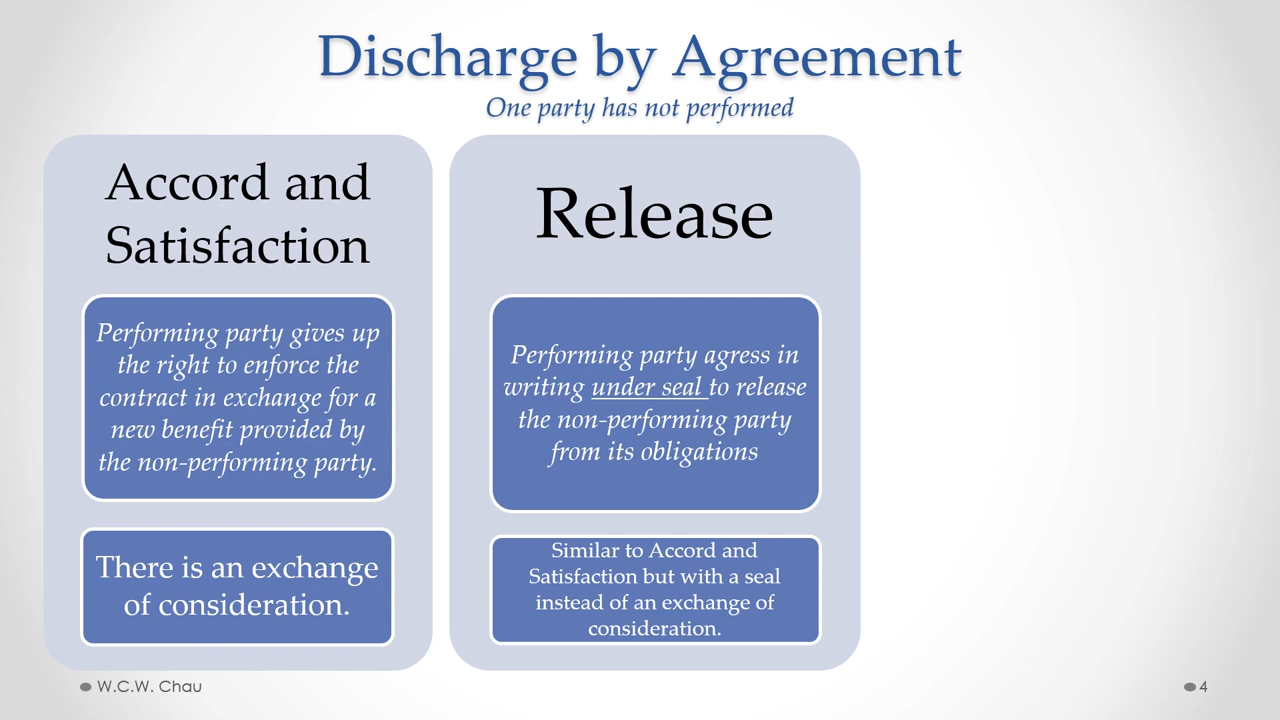 Discharge by Agreement
One party has not performed
Accord and
Satisfaction
Performing party gives up
the right to enforce the
contract in exchange for a
new benefit provided by
the non-performing party.
There is an exchange
of consideration.
Release
Performing party agress in
writing under seal to release
the non-performing party
from its obligations
Similar to Accord and
Satisfaction but with a seal
instead of an exchange of
consideration.
W.C.W. Chau
4